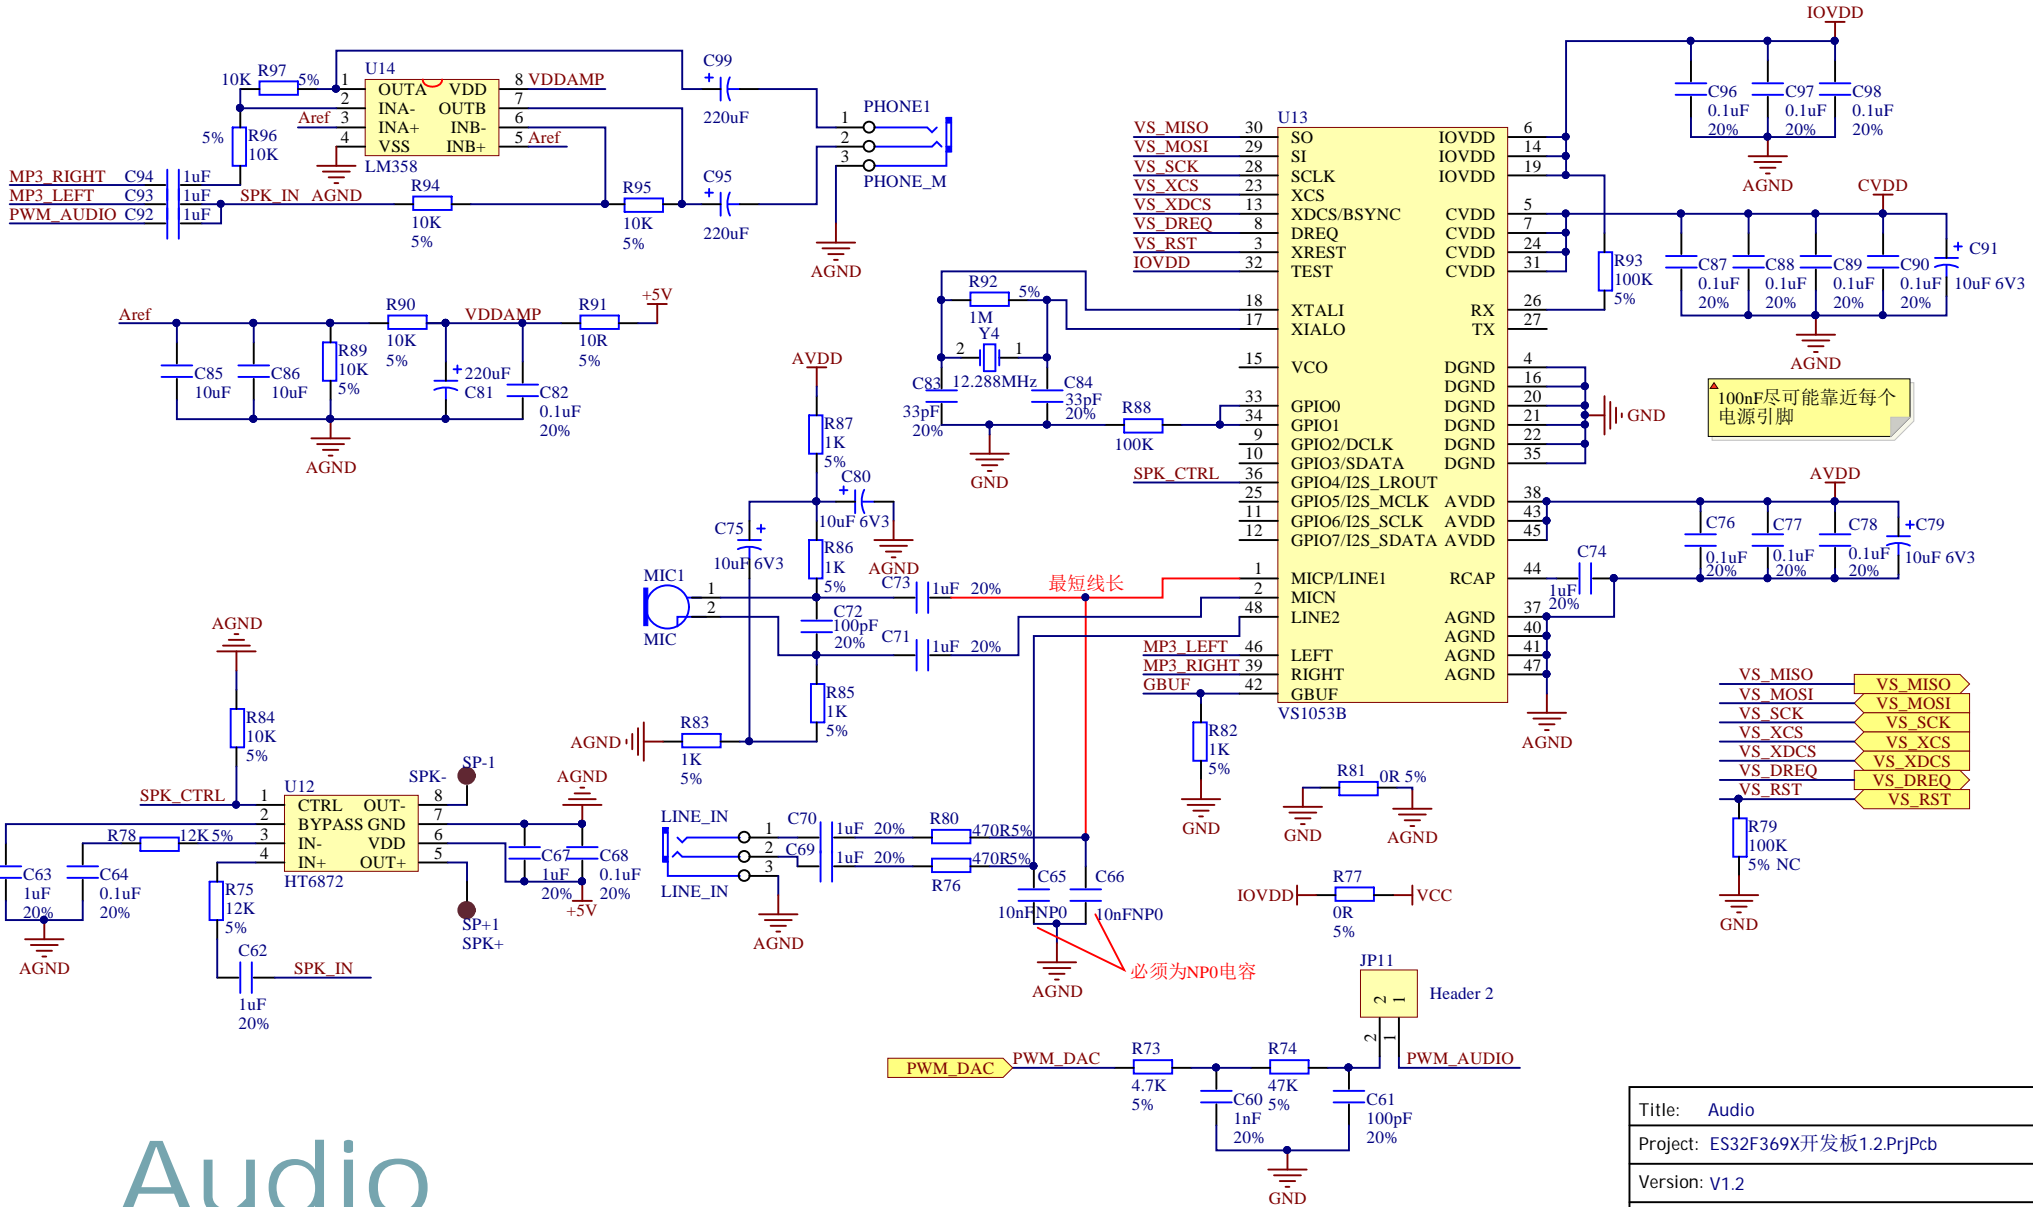 IOVDD
R97
10K
5%
U14
1
OUTA
VDD
8
VDDAMP
2
INA-
OUTB
7
Aref
3
INA+
INB-
6
4
VSS
INB+
5
Aref
LM358
5%
R96
10K
AGND
MP3_RIGHT
C94
1uF
MP3_LEFT
C93
1uF
SPK_IN
AGND
PWM_AUDIO
C92
1uF
R94
10K
5%
R95
10K
5%
C99
220uF
C95
220uF
PHONE1
1
2
3
PHONE_M
AGND
Aref
R90
10K
5%
VDDAMP
R91
10R
5%
+5V
C85
10uF
C86
10uF
R89
10K
5%
220uF
C81
C82
0.1uF
20%
AGND
U13
VS_MISO
30
SO
VS_MOSI
29
SI
VS_SCK
28
SCLK
VS_XCS
23
XCS
VS_XDCS
13
XDCS/BSYNC
VS_DREQ
8
DREQ
VS_RST
3
XREST
IOVDD
32
TEST
18
XTALI
17
XIALO
15
VCO
33
GPIO0
34
GPIO1
9
GPIO2/DCLK
10
GPIO3/SDATA
SPK_CTRL
36
GPIO4/I2S_LROUT
25
GPIO5/I2S_MCLK
11
GPIO6/I2S_SCLK
12
GPIO7/I2S_SDATA
1
MICP/LINE1
2
MICN
48
LINE2
MP3_LEFT
46
LEFT
MP3_RIGHT
39
RIGHT
GBUF
42
GBUF
VS1053B
IOVDD
6
IOVDD
14
IOVDD
19
CVDD
5
CVDD
7
CVDD
24
CVDD
31
RX
26
TX
27
DGND
4
DGND
16
DGND
20
DGND
21
DGND
22
DGND
35
AVDD
38
AVDD
43
AVDD
45
RCAP
44
AGND
37
AGND
40
AGND
41
AGND
47
C96
0.1uF
20%
C97
0.1uF
20%
C98
0.1uF
20%
AGND
CVDD
R93
100K
5%
C87
0.1uF
20%
C88
0.1uF
20%
C89
0.1uF
20%
C90
0.1uF
20%
C91
10uF 6V3
AGND
GND
100nF尽可能靠近每个
电源引脚
R92
5%
1M
Y4
2
1
12.288MHz
C83
33pF
20%
C84
33pF
20%
R88
100K
GND
AVDD
C76
0.1uF
20%
C77
0.1uF
20%
C78
0.1uF
20%
C79
10uF 6V3
C74
1uF
20%
AGND
AVDD
R87
1K
5%
C80
10uF 6V3
AGND
C75
10uF 6V3
R86
1K
5%
MIC1
1
2
MIC
C73
1uF
20%
最短线长
C72
100pF
20%
C71
1uF
20%
R85
1K
5%
AGND
R83
1K
5%
R82
1K
5%
GND
AGND
R84
10K
5%
SPK_CTRL
U12
1
CTRL
OUT-
8
2
BYPASS
GND
7
3
IN-
VDD
6
4
IN+
OUT+
5
HT6872
SPK-
SP-1
SP+1
SPK+
R78
12K
5%
C63
1uF
20%
C64
0.1uF
20%
AGND
R75
12K
5%
C62
1uF
20%
SPK_IN
AGND
C67
1uF
20%
C68
0.1uF
20%
+5V
LINE_IN
1
2
3
LINE_IN
AGND
C70
1uF
20%
C69
1uF
20%
R80
470R
5%
R76
470R
5%
C65
10nFNP0
C66
10nFNP0
AGND
必须为NP0电容
R81
0R
5%
GND
AGND
IOVDD
R77
0R
5%
VCC
VS_MISO
VS_MISO
VS_MOSI
VS_MOSI
VS_SCK
VS_SCK
VS_XCS
VS_XCS
VS_XDCS
VS_XDCS
VS_DREQ
VS_DREQ
VS_RST
VS_RST
R79
100K
5% NC
GND
JP11
2
1
Header 2
2
1
PWM_DAC
PWM_DAC
R73
4.7K
5%
C60
1nF
20%
R74
47K
5%
C61
100pF
20%
PWM_AUDIO
GND
Audio
Title: Audio
Project: ES32F369X开发板1.2.PrjPcb
Version: V1.2